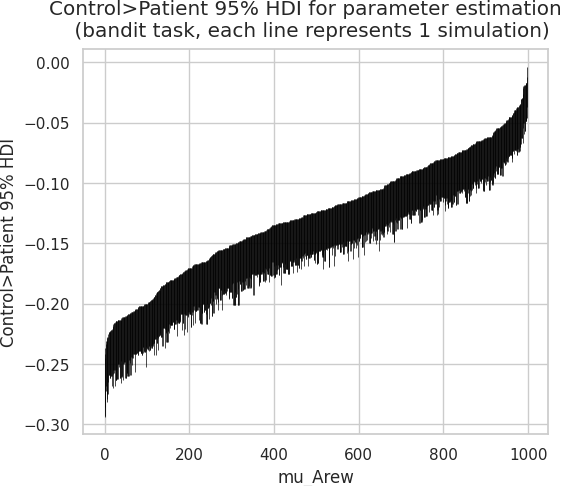 Control>Patient 95% HDI for parameter estimation
(bandit task, each line represents 1 simulation)
Control>Patient 95% HDI
0.00
−0.05
−0.10
−0.15
−0.20
−0.25
−0.30
0 200 400 600 800 1000
mu_Arew